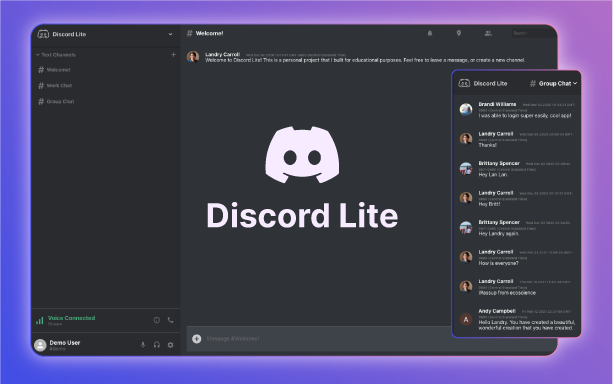 Discord Lite
Text Channels
Welcome!
Work Chat
Group Chat
Voice Connected
Demo User
Welcome!
Landry Carroll
Welcome to Discord Lite! This is a personal project that I built for educational purposes. Feel free to leave a message, or create a new channel.
Discord Lite
Discord Lite
Group Chat
Brandi Williams
I was able to login super easily, cool app!
Landry Carroll
Thanks!
Brittany Spencer
Hey Lan Lan.
Landry Carroll
Hey Britt!
Brittany Spencer
Hey Landry again.
Landry Carroll
How is everyone?
Landry Carroll
Wassup from ecoscience
A
Andy Campbell
Hello Landry. You have created a beautiful,
wonderful creation that you have created.